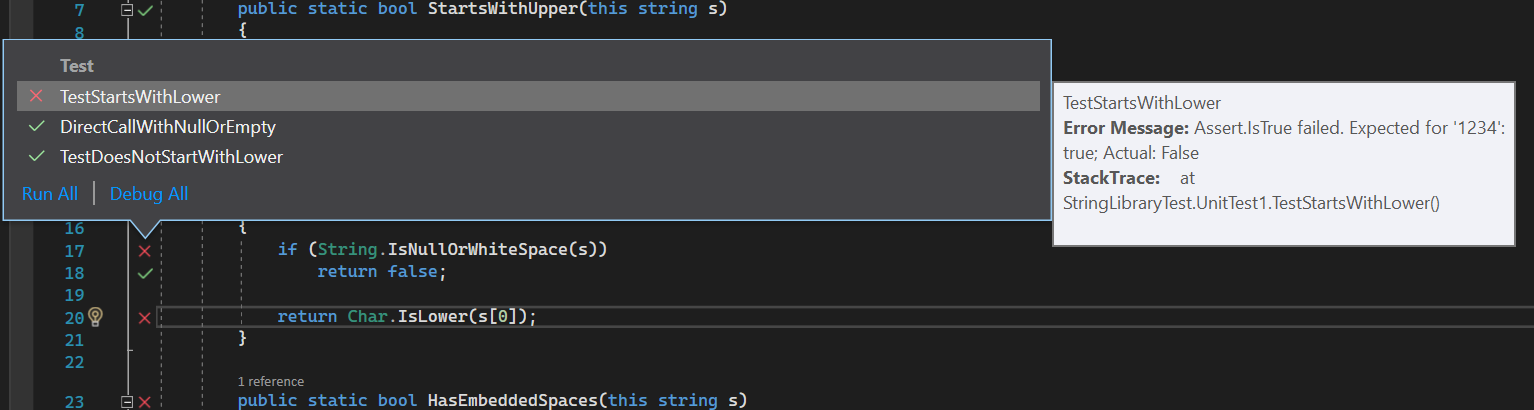 7 public static bool StartsWithUpper(this string s)
8 {
Test
TestStartsWithLower
DirectCallWithNullOrEmpty
TestDoesNotStartWithLower
Run All | Debug All
TestStartsWithLower
Error Message: Assert.IsTrue failed. Expected for '1234':
true; Actual: False
StackTrace: at
StringLibraryTest.UnitTest1.TestStartsWithLower()
16 {
17 if (String.IsNullOrWhiteSpace(s))
18 return false;
19
20 return Char.IsLower(s[0]);
21 }
22
1 reference
23 public static bool HasEmbeddedSpaces(this string s)